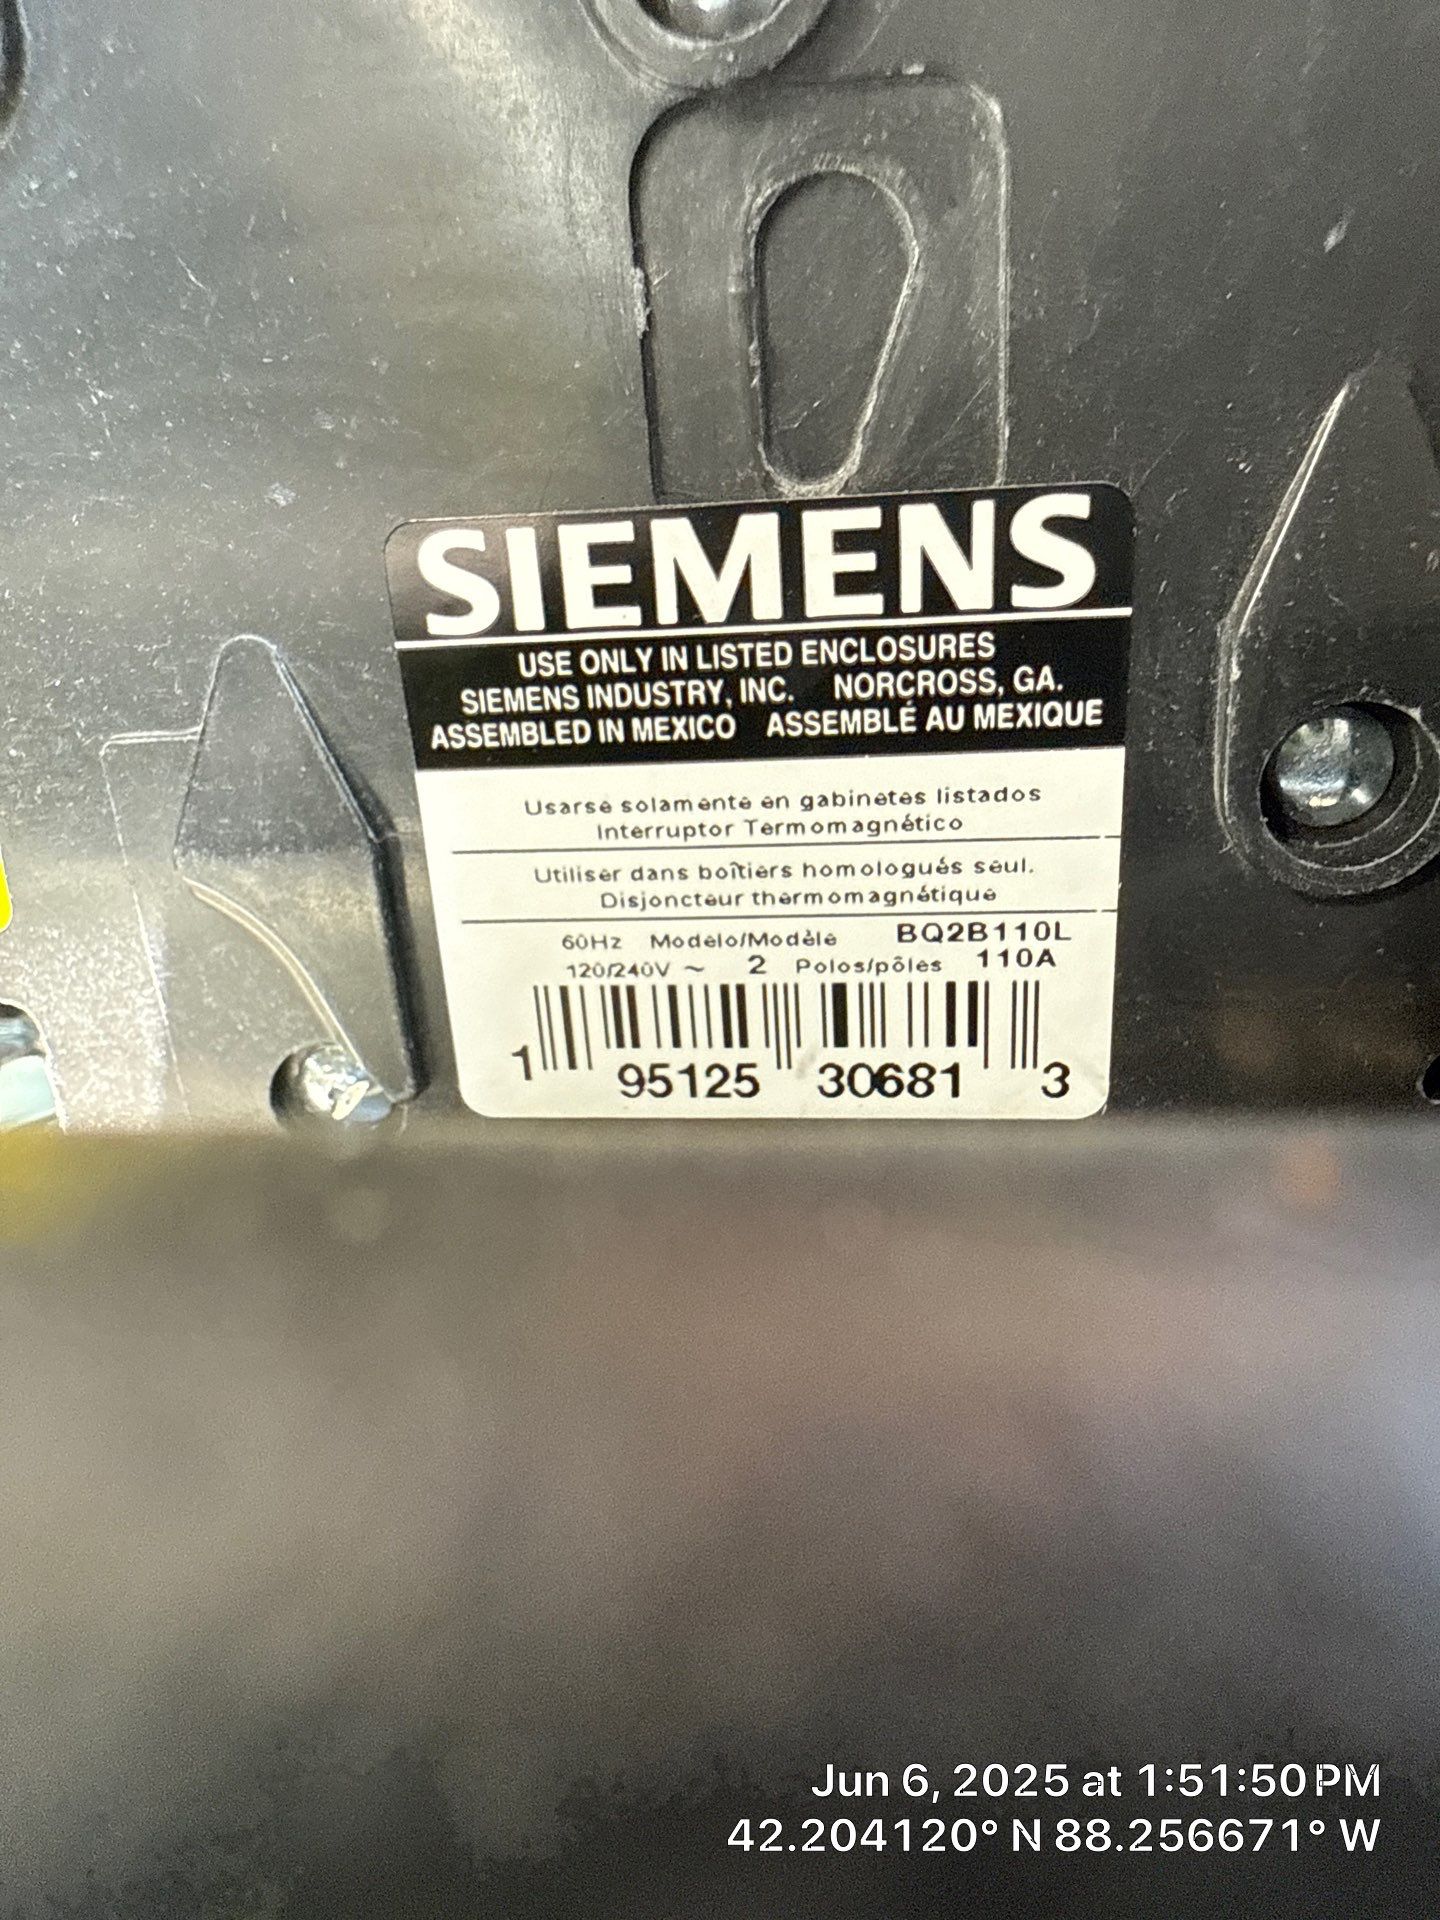 SIEMENS
USE ONLY IN LISTED ENCLOSURES
SIEMENS INDUSTRY, INC. NORCROSS, GA.
ASSEMBLED IN MEXICO ASSEMBLÉ AU MEXIQUE
Usarse solamente en gabinetes listados
Interruptor Termomagnético
Utiliser dans boîtiers homologués seul.
Disjoncteur thermomagnétique
60Hz Modelo/Modèle BQ2B110L
120/240V ~ 2 Polos/pôles 110A
1 95125 30681 3
Jun 6, 2025 at 1:51:50 PM
42.204120° N 88.256671° W